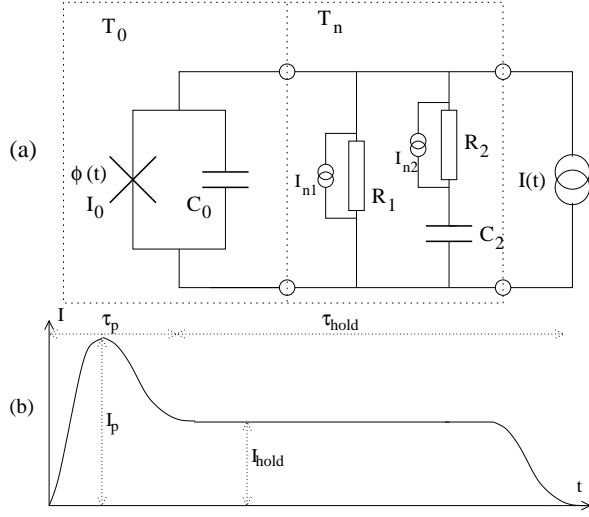 T0
Tn
(a)
ϕ(t)
I0
C0
In1
R1
In2
R2
C2
I(t)
I
τp
τhold
(b)
Ip
Ihold
t